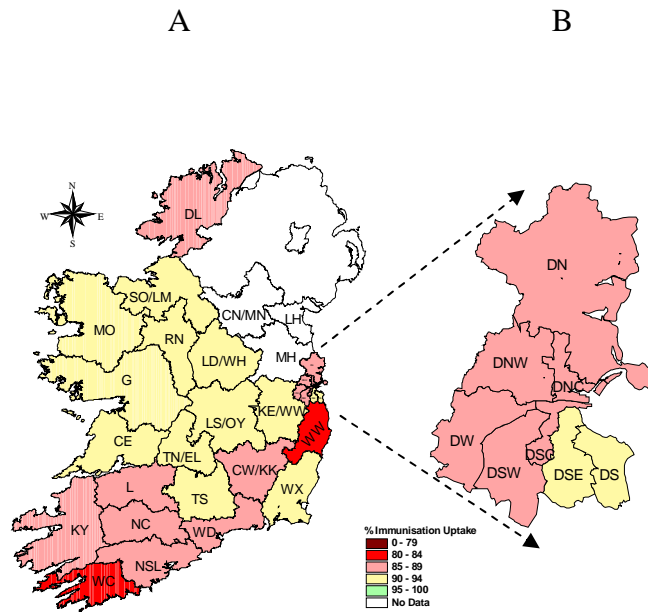 A
B
N
W
E
S
DL
SO/LM
CN/MN
LH
MO
RN
LD/WH
MH
G
KE/WW
LS/OY
WW
CE
TN/EL
CW/KK
L
TS
WX
KY
NC
WD
NSL
WC
DN
DNW
DNC
DW
DSC
DSW
DSE
DS
% Immunisation Uptake
0 - 79
80 - 84
85 - 89
90 - 94
95 - 100
No Data